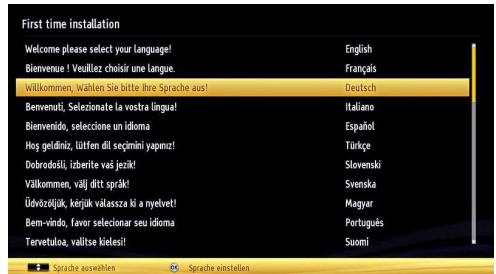 First time installation
Welcome please select your language! English
Bienvenue ! Veuillez choisir une langue. Français
Willkommen, Wählen Sie bitte Ihre Sprache aus! Deutsch
Benvenuti, Selezionate la vostra lingua! Italiano
Bienvenido, seleccione un idioma Español
Hoş geldiniz, lütfen dil seçimini yapınız! Türkçe
Dobrodošli, izberite vaš jezik! Slovenski
Välkommen, välj ditt språk! Svenska
Üdvözöljük, kérjük válassza ki a nyelvet! Magyar
Bem-vindo, favor selecionar seu idioma Português
Tervetuloa, valitse kielesi! Suomi
Sprache auswählen OK Sprache einstellen